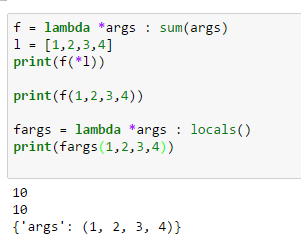 f = lambda *args : sum(args)
l = [1,2,3,4]
print(f(*l))
print(f(1,2,3,4))
fargs = lambda *args : locals()
print(fargs(1,2,3,4))
10
10
{'args': (1, 2, 3, 4)}